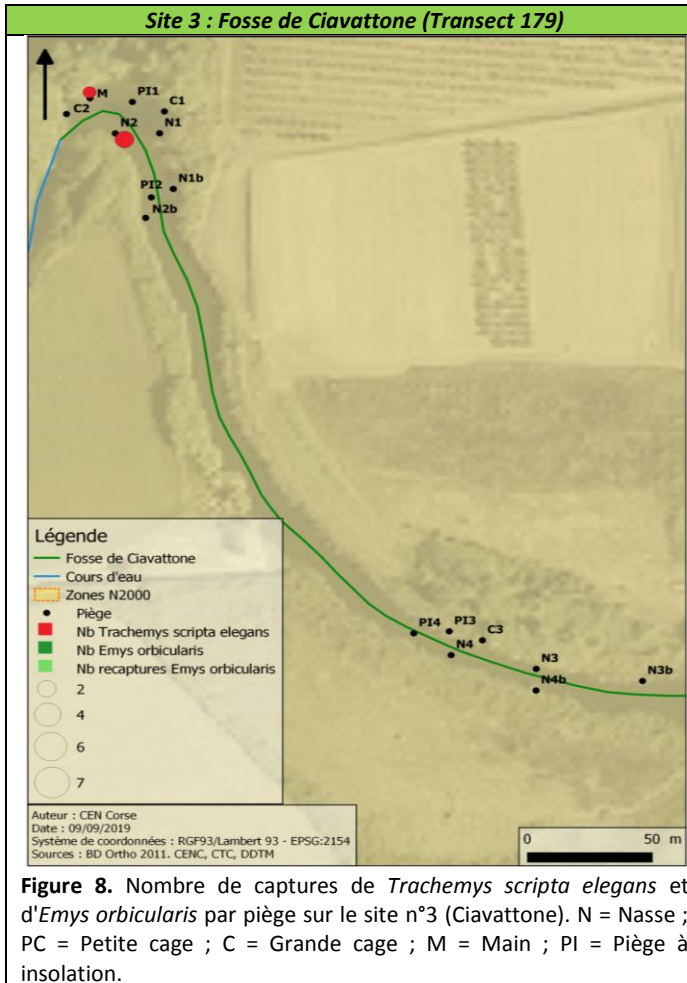 Site 3 : Fosse de Ciavattone (Transect 179)
M
PI1
C2
C1
N2
N1
PI2
N1b
N2b
PI4
PI3
C3
N4
N3
N3b
N4b
Légende
Fosse de Ciavattone
Cours d'eau
Zones N2000
Piège
Nb Trachemys scripta elegans
Nb Emys orbicularis
Nb recaptures Emys orbicularis
2
4
6
7
Auteur : CEN Corse
Date : 09/09/2019
Système de coordonnées : RGF93/Lambert 93 - EPSG:2154
Sources : BD Ortho 2011. CENC, CTC, DDTM
0 50 m
Figure 8. Nombre de captures de Trachemys scripta elegans et
d'Emys orbicularis par piège sur le site n°3 (Ciavattone). N = Nasse ;
PC = Petite cage ; C = Grande cage ; M = Main ; PI = Piège à
insolation.